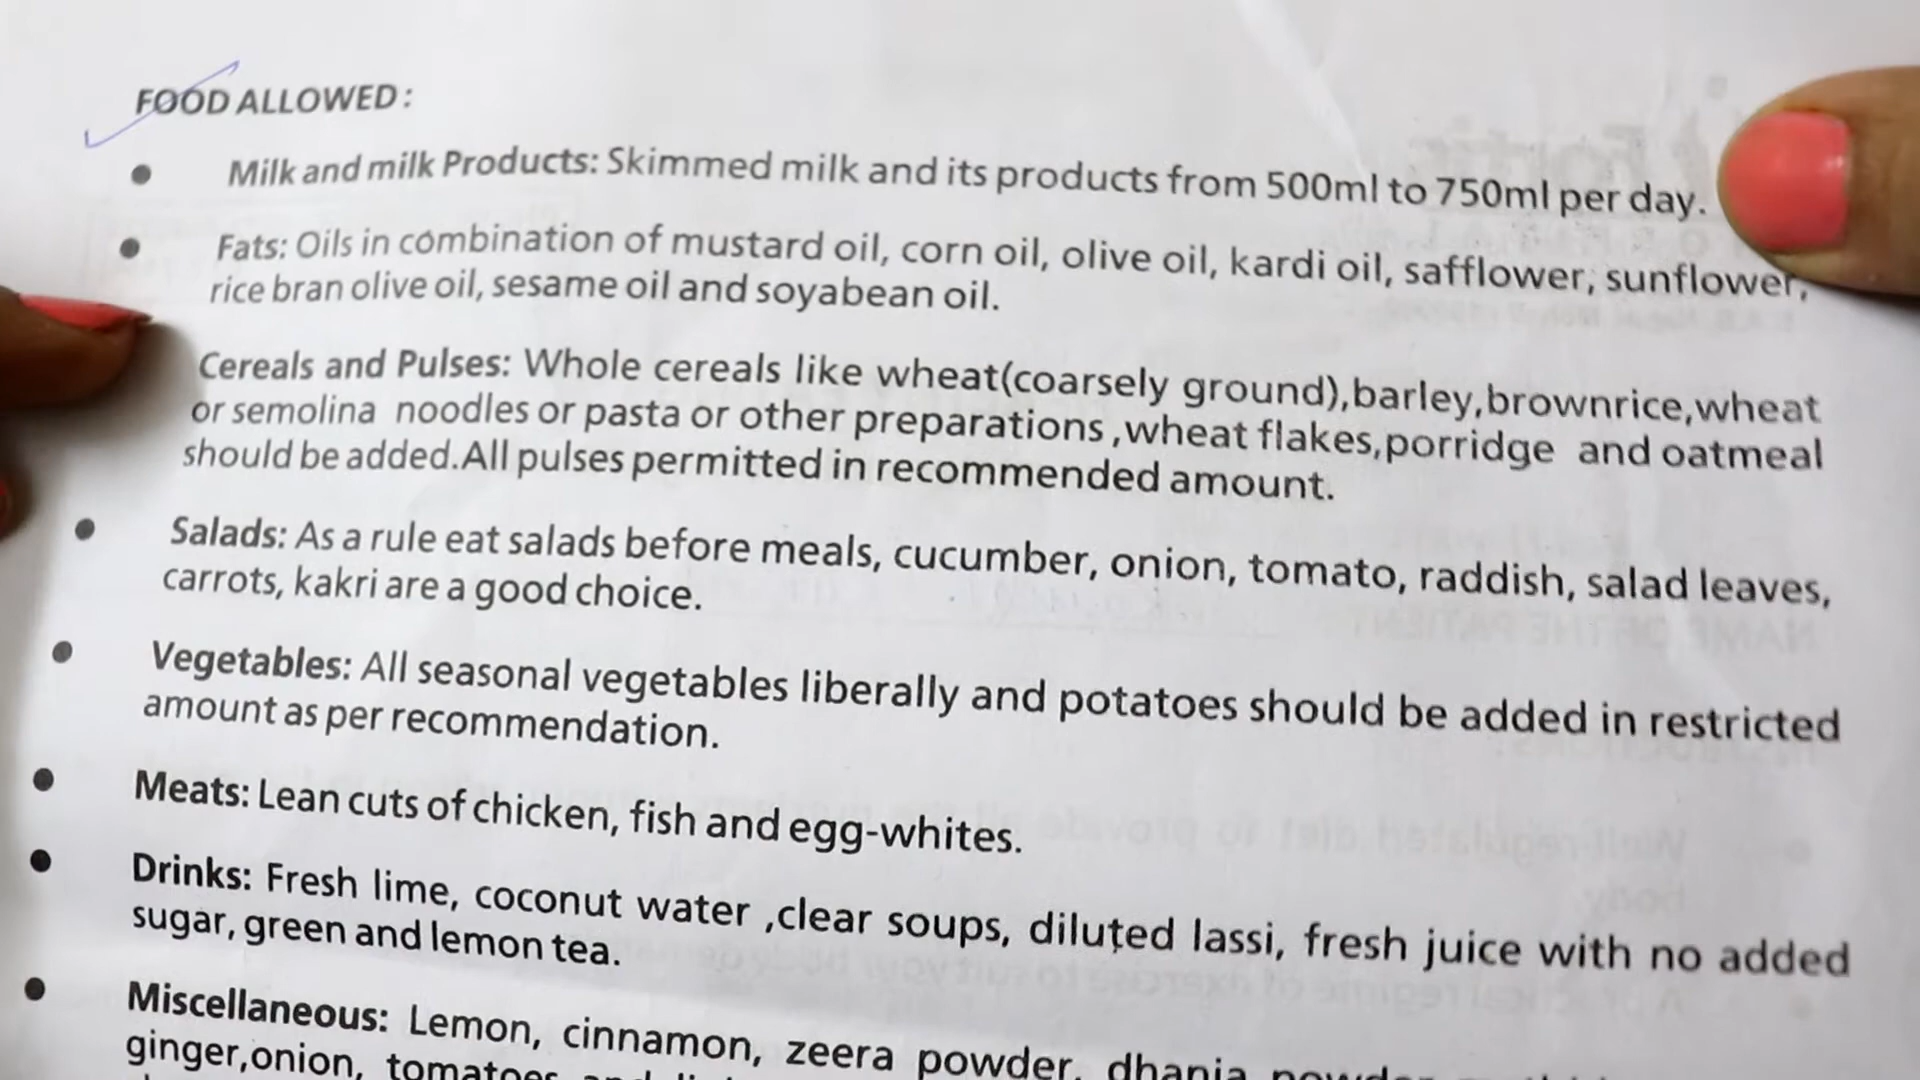 FOOD ALLOWED:
• Milk and milk Products: Skimmed milk and its products from 500ml to 750ml per day.
• Fats: Oils in combination of mustard oil, corn oil, olive oil, kardi oil, safflower, sunflower,
rice bran olive oil, sesame oil and soyabean oil.
Cereals and Pulses: Whole cereals like wheat(coarsely ground),barley,brownrice,wheat
or semolina noodles or pasta or other preparations ,wheat flakes,porridge and oatmeal
should be added.All pulses permitted in recommended amount.
• Salads: As a rule eat salads before meals, cucumber, onion, tomato, raddish, salad leaves,
carrots, kakri are a good choice.
• Vegetables: All seasonal vegetables liberally and potatoes should be added in restricted
amount as per recommendation.
• Meats: Lean cuts of chicken, fish and egg-whites.
• Drinks: Fresh lime, coconut water ,clear soups, diluted lassi, fresh juice with no added
sugar, green and lemon tea.
• Miscellaneous: Lemon, cinnamon, zeera powder, dhania powder
ginger,onion, tomatoes and